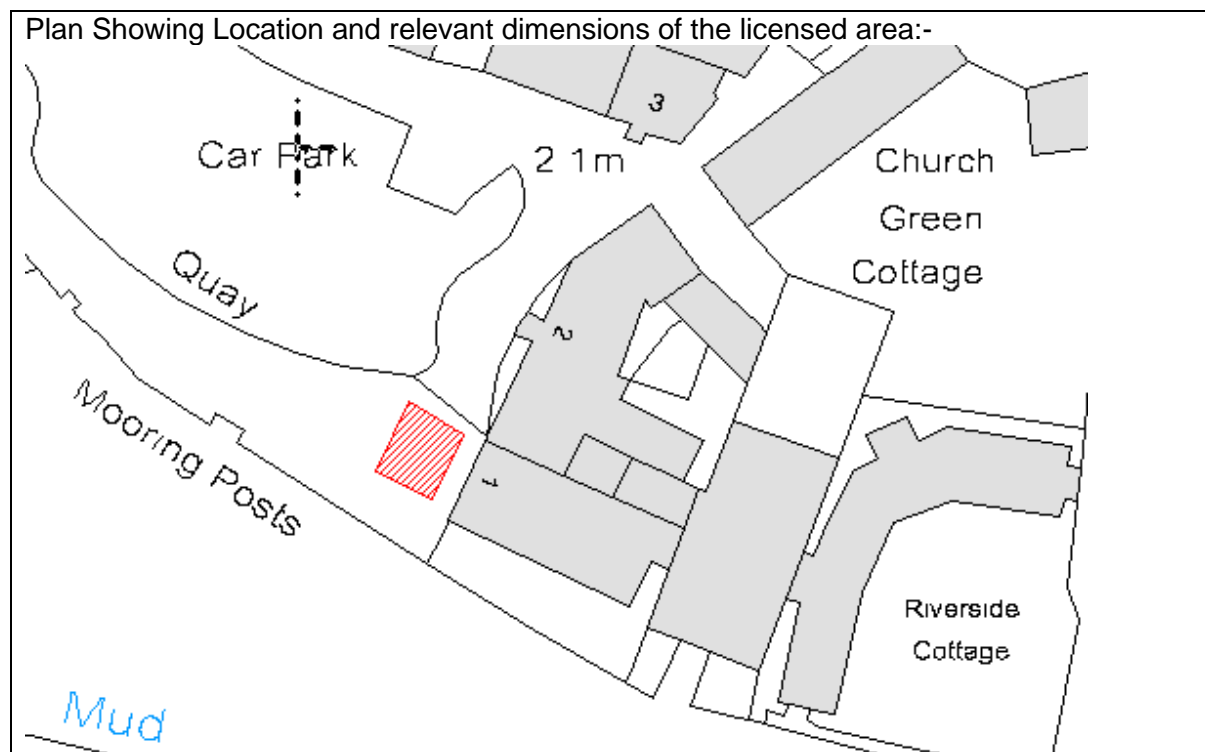 Plan Showing Location and relevant dimensions of the licensed area:-
3
Car Park
2 1m
Church
Green
Cottage
Quay
2
Mooring Posts
1
Riverside
Cottage
Mud